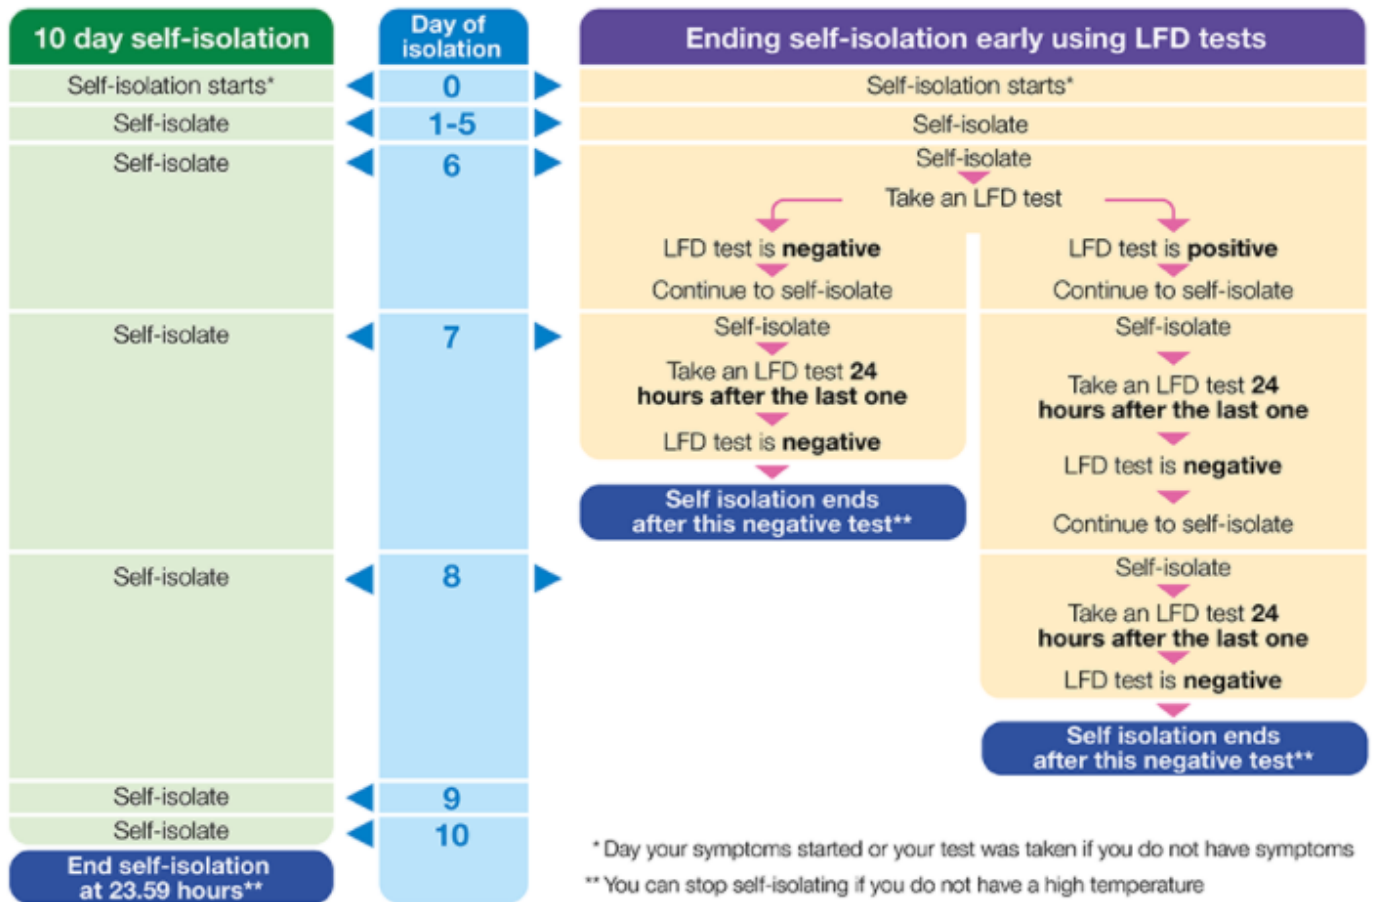 10 day self-isolation
Day of
isolation
Ending self-isolation early using LFD tests
Self-isolation starts*
0
Self-isolation starts*
Self-isolate
1-5
Self-isolate
Self-isolate
6
Self-isolate
Take an LFD test
LFD test is negative
LFD test is positive
Continue to self-isolate
Continue to self-isolate
Self-isolate
7
Self-isolate
Take an LFD test 24
hours after the last one
LFD test is negative
Self isolation ends
after this negative test**
Self-isolate
Take an LFD test 24
hours after the last one
LFD test is negative
Continue to self-isolate
Self-isolate
8
Self-isolate
Take an LFD test 24
hours after the last one
LFD test is negative
Self isolation ends
after this negative test**
Self-isolate
9
Self-isolate
10
End self-isolation
at 23.59 hours**
* Day your symptoms started or your test was taken if you do not have symptoms
** You can stop self-isolating if you do not have a high temperature